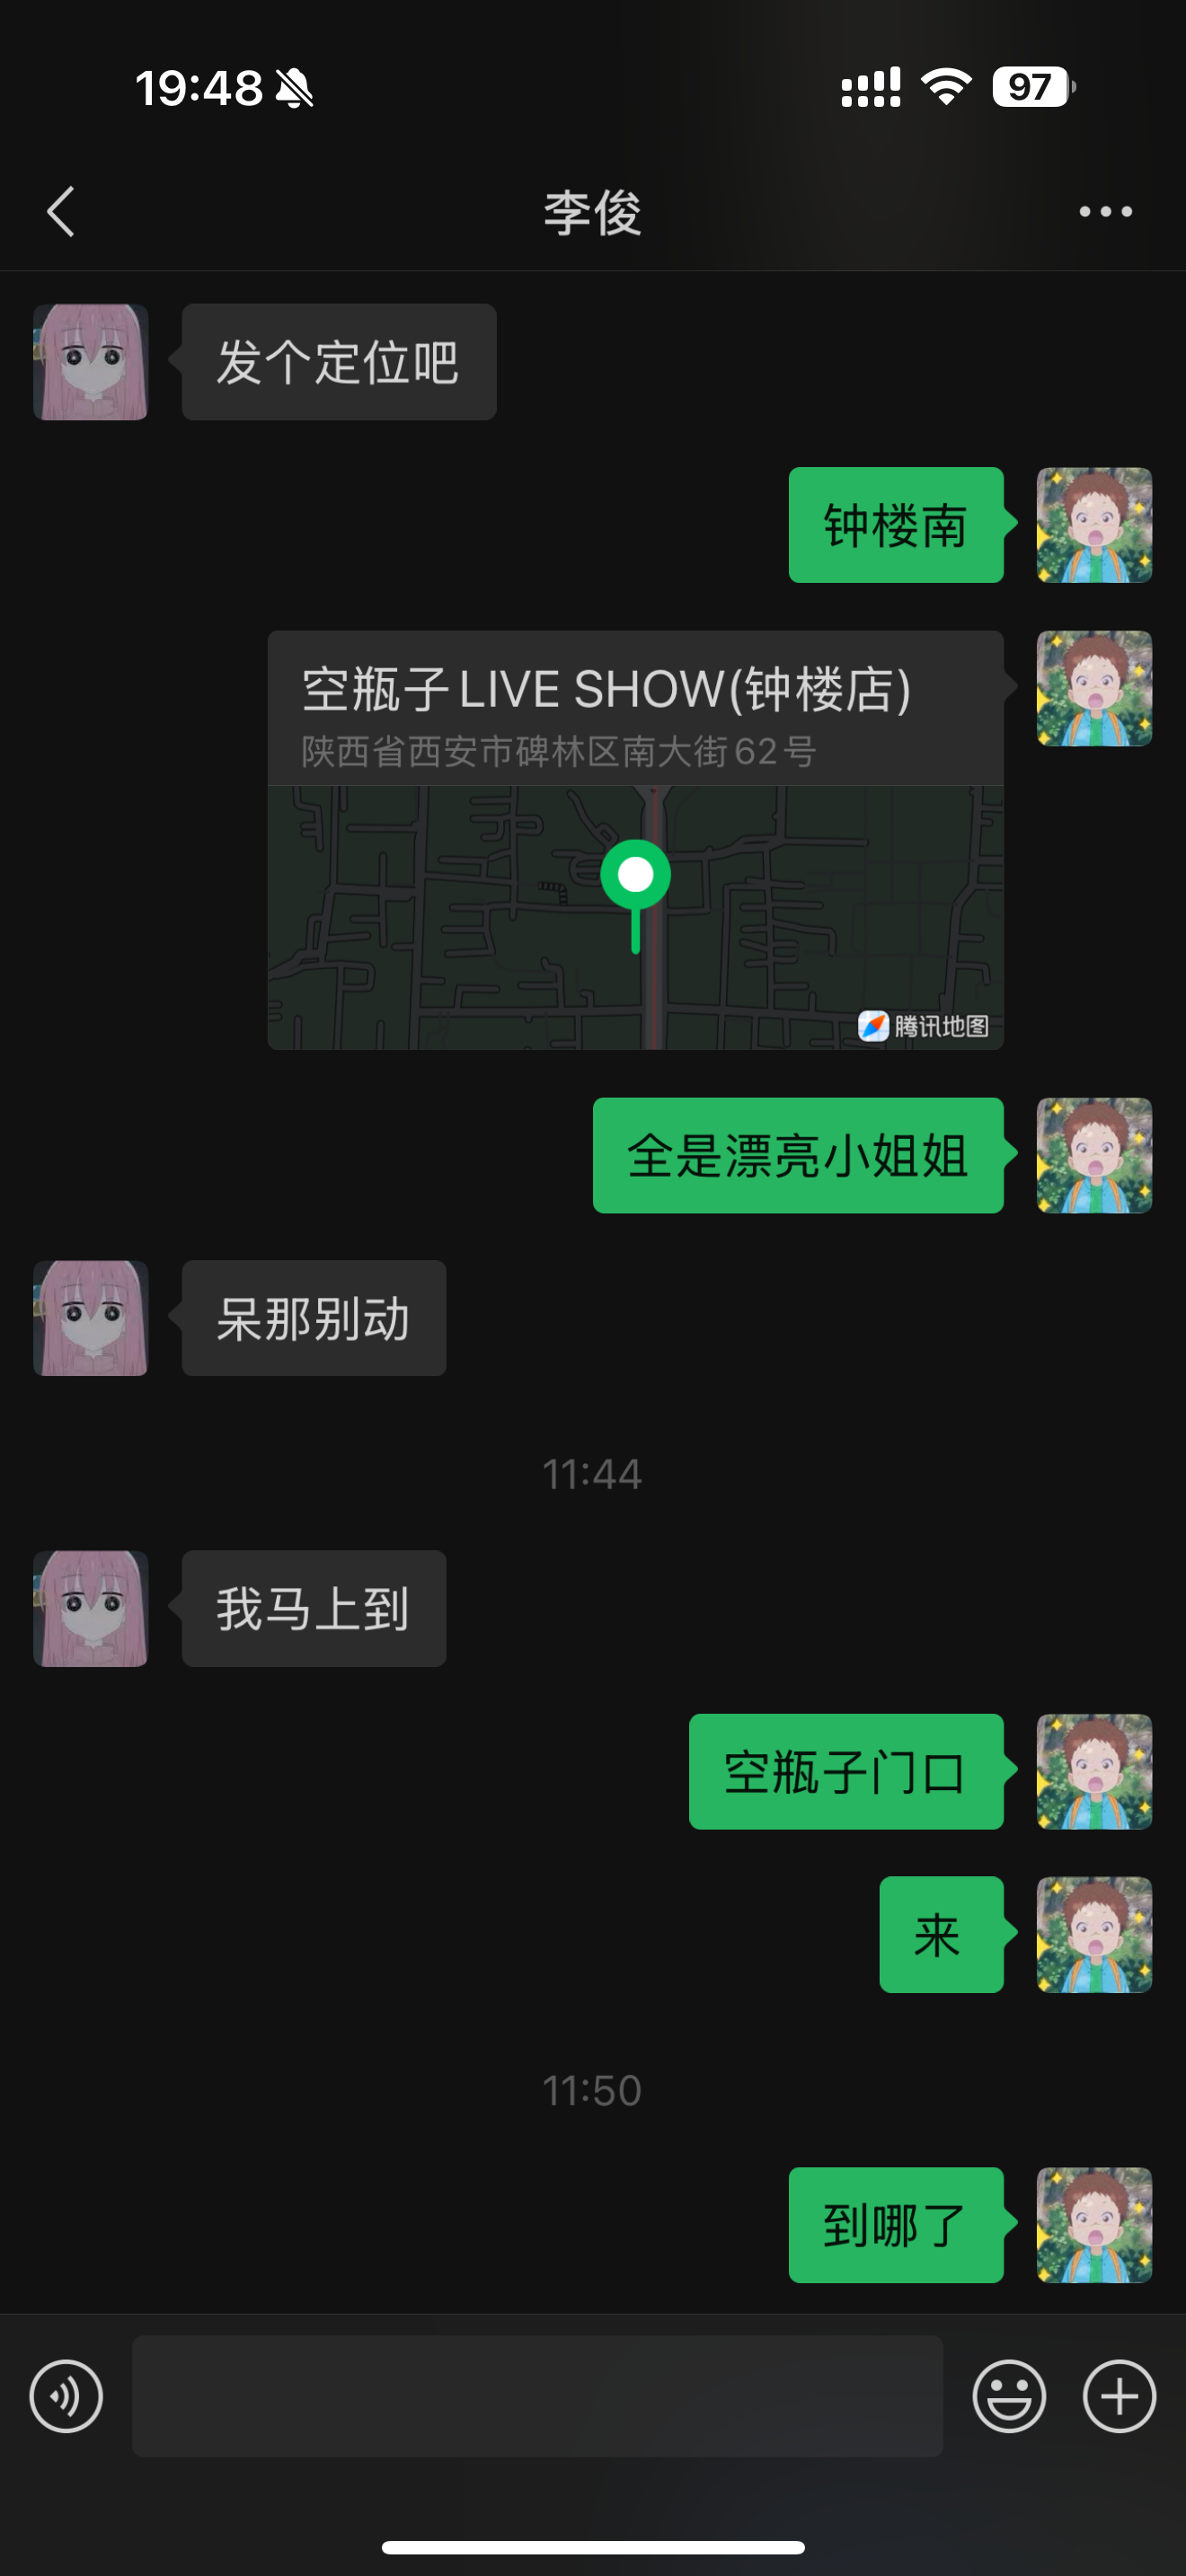 19:48
97
李俊
发个定位吧
钟楼南
空瓶子LIVE SHOW(钟楼店)
陕西省西安市碑林区南大街62号
腾讯地图
全是漂亮小姐姐
呆那别动
11:44
我马上到
空瓶子门口
来
11:50
到哪了